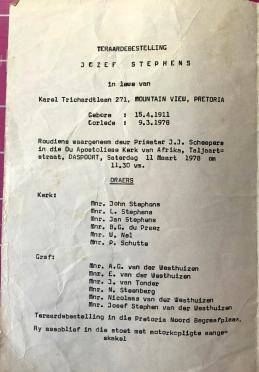 TERAARDEBESTELLING
JOZEF STEPHENS
in lewe van
Karel Trichardtlaan 271, MOUNTAIN VIEW, PRETORIA
Gebore : 15.4.1911
Oorlede : 9.3.1978
Roudiens waargeneem deur Priester J.J. Scheepers
in die Ou Apostoliese Kerk van Afrika, Taljaart-
straat, DASPOORT, Saterdag 11 Maart 1978 om
11.30 vm.
DRAERS
Kerk:
Mnr. John Stephens
Mnr. L. Stephens
Mnr. Jan Stephens
Mnr. B.G. du Preez
Mnr. W. Nel
Mnr. P. Schutte
Graf:
Mnr. A.G. van der Westhuizen
Mnr. E. van der Westhuizen
Mnr. J. van Tonder
Mnr. N. Steenberg
Mnr. Nicolaas van der Westhuizen
Mnr. Josef Stephen van der Westhuizen
Teraardebestelling in die Pretoria Noord Begraafplaas.
Ry asseblief in die stoet met motorkopligte aange-
skakel